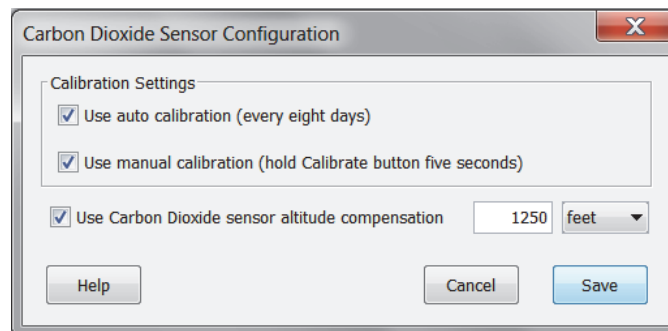 Carbon Dioxide Sensor Configuration
Calibration Settings
Use auto calibration (every eight days)
Use manual calibration (hold Calibrate button five seconds)
Use Carbon Dioxide sensor altitude compensation 1250 feet
Help Cancel Save